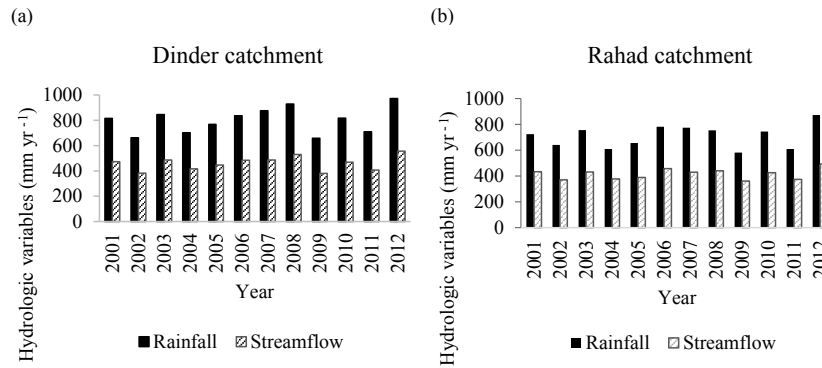 (a)
Dinder catchment
Hydrologic variables (mm yr -1)
1000
800
600
400
200
0
2001 2002 2003 2004 2005 2006 2007 2008 2009 2010 2011 2012
Year
Rainfall Streamflow
(b)
Rahad catchment
Hydrologic variables (mm yr-1)
1000
800
600
400
200
0
2001 2002 2003 2004 2005 2006 2007 2008 2009 2010 2011 2012
Year
Rainfall Streamflow